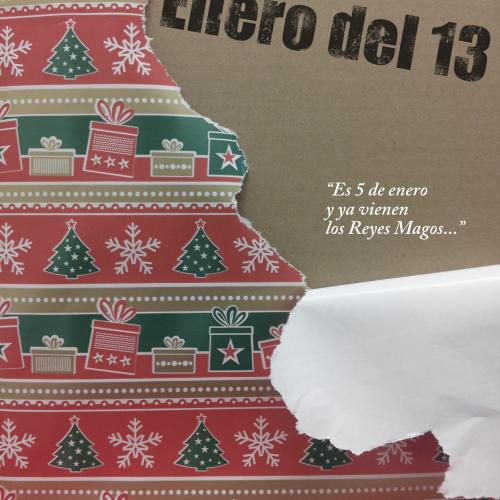 Enero del 13
“Es 5 de enero
y ya vienen
los Reyes Magos...”